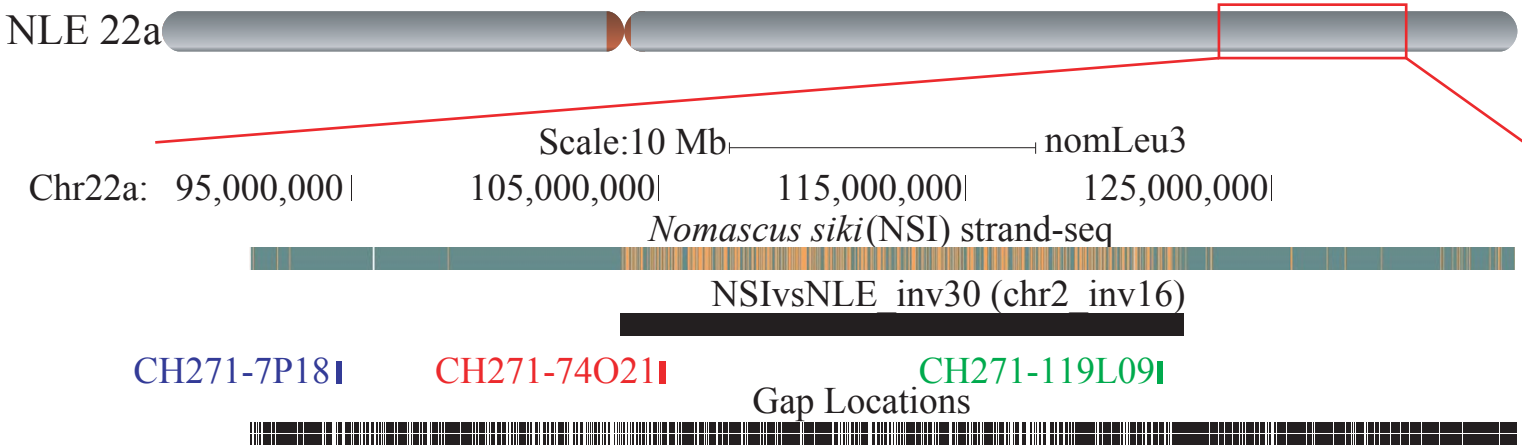 NLE 22a
Scale:10 Mb nomLeu3
Chr22a: 95,000,000 105,000,000 115,000,000 125,000,000
Nomascus siki(NSI) strand-seq
NSIvsNLE_inv30 (chr2_inv16)
CH271-7P18 CH271-74O21 CH271-119L09
Gap Locations